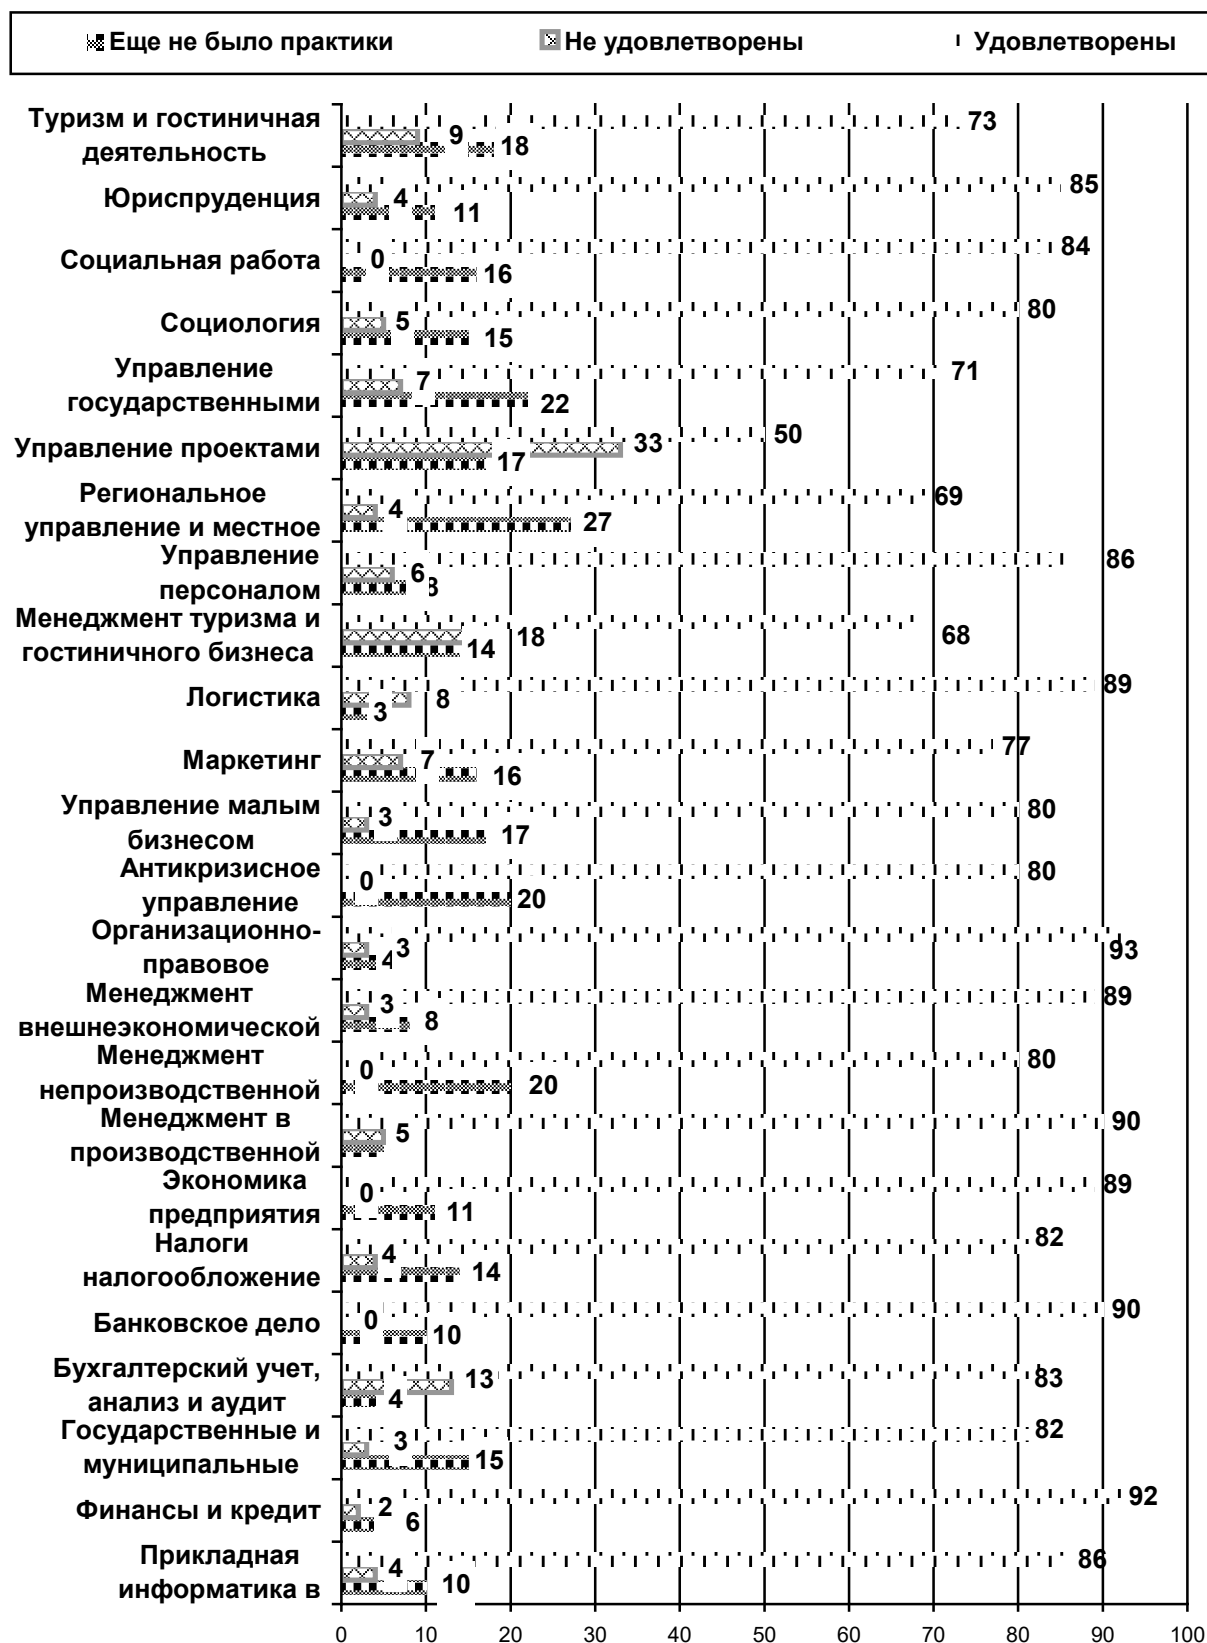 Еще не было практики Не удовлетворены Удовлетворены
Туризм и гостиничная
деятельность
73
9
18
Юриспруденция
85
4
11
Социальная работа
84
0
16
Социология
80
5
15
Управление
государственными
71
7
22
Управление проектами
50
33
17
Региональное
управление и местное
69
4
27
Управление
персоналом
86
6
8
Менеджмент туризма и
гостиничного бизнеса
68
18
14
Логистика
89
8
3
Маркетинг
77
7
16
Управление малым
бизнесом
80
3
17
Антикризисное
управление
80
0
20
Организационно-
правовое
93
3
4
Менеджмент
внешнеэкономической
89
3
8
Менеджмент
непроизводственной
80
0
20
Менеджмент в
производственной
90
5
Экономика
предприятия
89
0
11
Налоги
налогообложение
82
4
14
Банковское дело
90
0
10
Бухгалтерский учет,
анализ и аудит
83
13
4
Государственные и
муниципальные
82
3
15
Финансы и кредит
92
2
6
Прикладная
информатика в
86
4
10
0 10 20 30 40 50 60 70 80 90 100